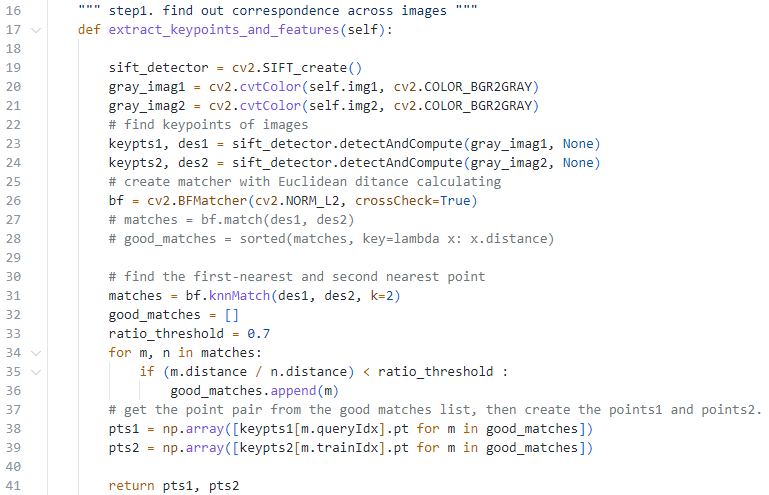 16 """ step1. find out correspondence across images """
17 def extract_keypoints_and_features(self):
18
19 sift_detector = cv2.SIFT_create()
20 gray_imag1 = cv2.cvtColor(self.img1, cv2.COLOR_BGR2GRAY)
21 gray_imag2 = cv2.cvtColor(self.img2, cv2.COLOR_BGR2GRAY)
22 # find keypoints of images
23 keypts1, des1 = sift_detector.detectAndCompute(gray_imag1, None)
24 keypts2, des2 = sift_detector.detectAndCompute(gray_imag2, None)
25 # create matcher with Euclidean ditance calculating
26 bf = cv2.BFMatcher(cv2.NORM_L2, crossCheck=True)
27 # matches = bf.match(des1, des2)
28 # good_matches = sorted(matches, key=lambda x: x.distance)
29
30 # find the first-nearest and second nearest point
31 matches = bf.knnMatch(des1, des2, k=2)
32 good_matches = []
33 ratio_threshold = 0.7
34 for m, n in matches:
35 if (m.distance / n.distance) < ratio_threshold :
36 good_matches.append(m)
37 # get the point pair from the good matches list, then create the points1 and points2.
38 pts1 = np.array([keypts1[m.queryIdx].pt for m in good_matches])
39 pts2 = np.array([keypts2[m.trainIdx].pt for m in good_matches])
40
41 return pts1, pts2